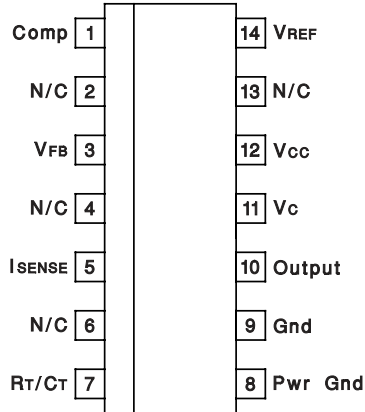 Comp 1 14 VREF
N/C 2 13 N/C
VFB 3 12 VCC
N/C 4 11 VC
ISENSE 5 10 Output
N/C 6 9 Gnd
RT/CT 7 8 Pwr Gnd